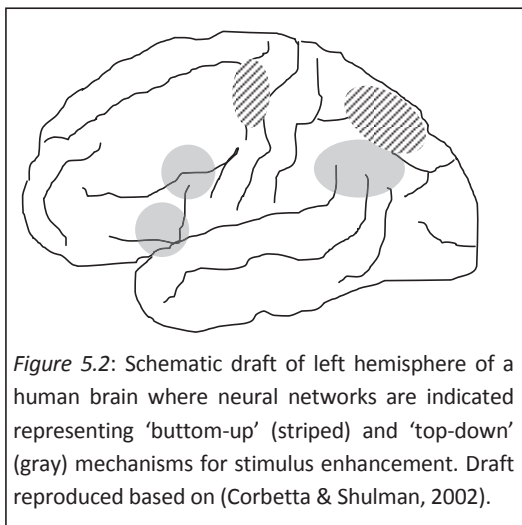 Figure 5.2: Schematic draft of left hemisphere of a
human brain where neural networks are indicated
representing ‘buttom-up’ (striped) and ‘top-down’
(gray) mechanisms for stimulus enhancement. Draft
reproduced based on (Corbetta & Shulman, 2002).